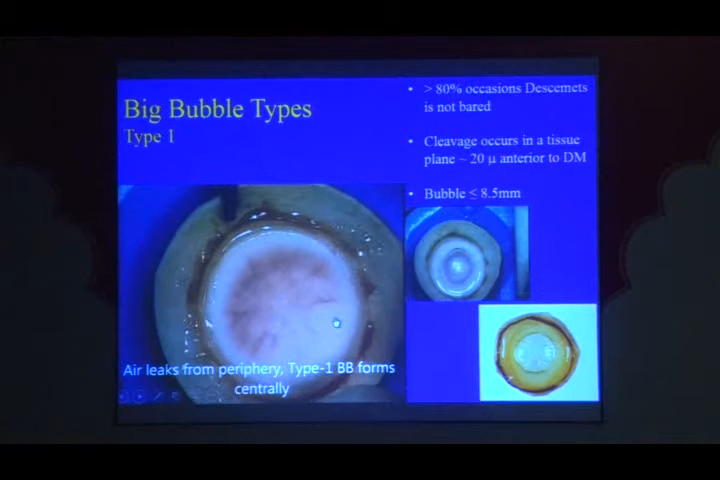 Big Bubble Types
Type 1
• > 80% occasions Descemets
is not bared
• Cleavage occurs in a tissue
plane ~ 20 µ anterior to DM
• Bubble ≤ 8.5mm
Air leaks from periphery, Type-1 BB forms
centrally